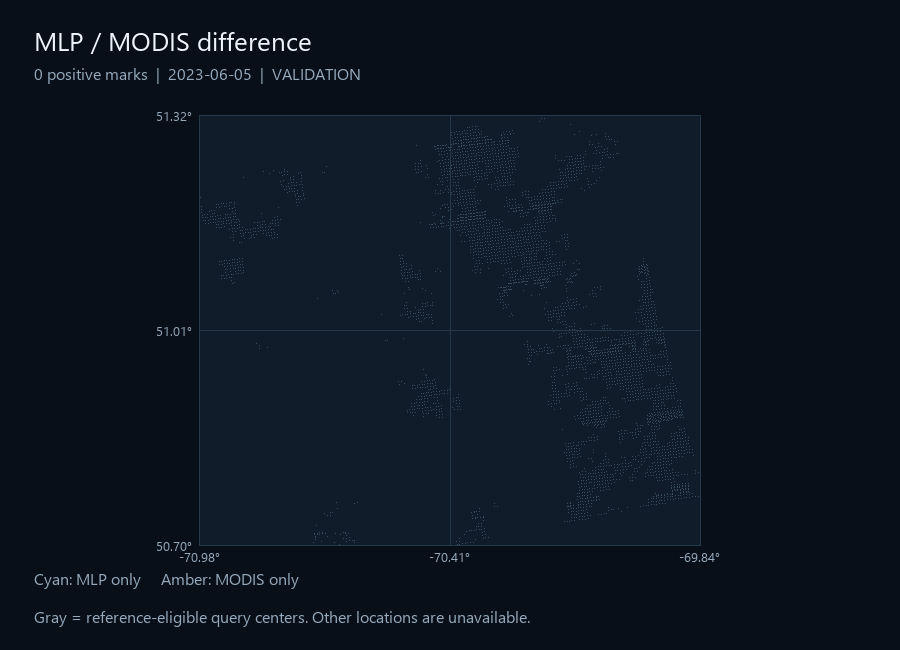 MLP / MODIS difference
0 positive marks | 2023-06-05 | VALIDATION
51.32°
51.01°
50.70°
-70.98° -70.41° -69.84°
Cyan: MLP only Amber: MODIS only
Gray = reference-eligible query centers. Other locations are unavailable.